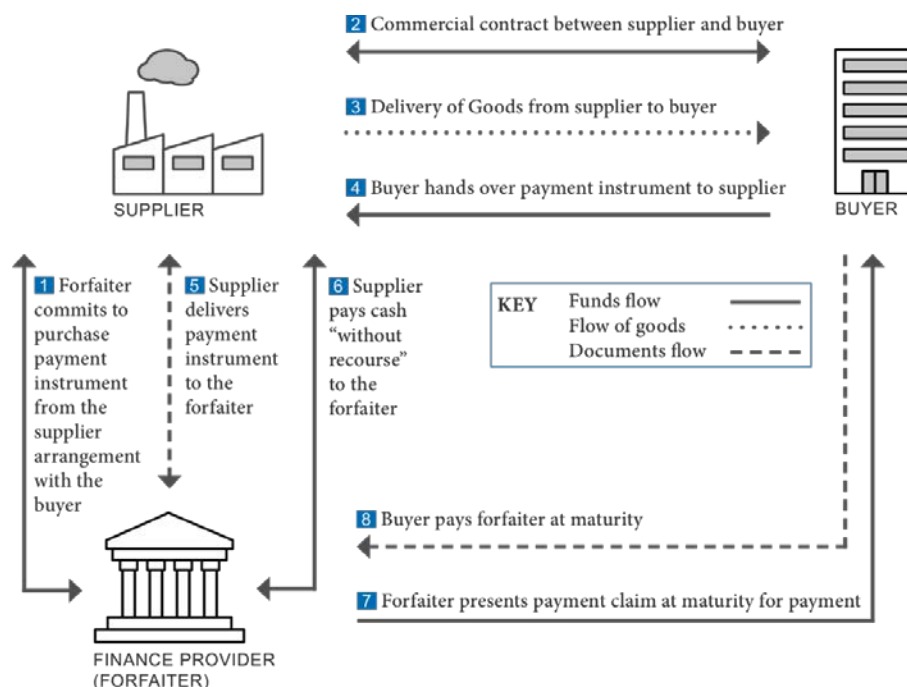 2 Commercial contract between supplier and buyer
3 Delivery of Goods from supplier to buyer
4 Buyer hands over payment instrument to supplier
SUPPLIER
BUYER
1 Forfaiter
commits to
purchase
payment
instrument
from the
supplier
arrangement
with the
buyer
5 Supplier
delivers
payment
instrument
to the
forfaiter
6 Supplier
pays cash
“without
recourse”
to the
forfaiter
KEY Funds flow
Flow of goods
Documents flow
8 Buyer pays forfaiter at maturity
7 Forfaiter presents payment claim at maturity for payment
FINANCE PROVIDER
(FORFAITER)